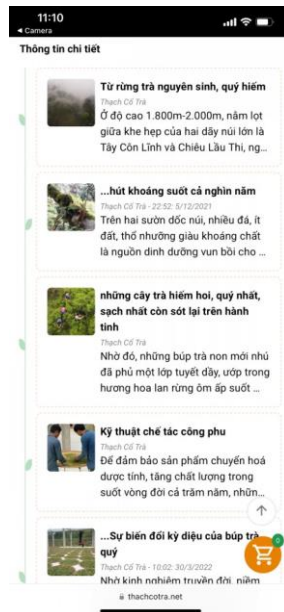 11:10
◄ Camera
Thông tin chi tiết
Từ rừng trà nguyên sinh, quý hiếm
Thạch Cổ Trà
Ở độ cao 1.800m-2.000m, nằm lọt
giữa khe hẹp của hai dãy núi lớn là
Tây Côn Lĩnh và Chiêu Lầu Thi, ng...
...hút khoáng suốt cả nghìn năm
Thạch Cổ Trà - 22:52: 5/12/2021
Trên hai sườn dốc núi, nhiều đá, ít
đất, thổ nhưỡng giàu khoáng chất
là nguồn dinh dưỡng vun bồi cho ...
những cây trà hiếm hoi, quý nhất,
sạch nhất còn sót lại trên hành
tinh
Thạch Cổ Trà
Nhờ đó, những búp trà non mới nhú
đã phủ một lớp tuyết dầy, ướp trong
hương hoa lan rừng ôm ấp suốt ...
Kỹ thuật chế tác công phu
Thạch Cổ Trà
Để đảm bảo sản phẩm chuyển hoá
dược tính, tăng chất lượng trong
suốt vòng đời cả trăm năm, nhữn...
...Sự biến đổi kỳ diệu của búp trà
quý
Thạch Cổ Trà - 10:02: 30/3/2022
Nhờ kinh nghiệm truyền đời, niềm
0
thachcotra.net